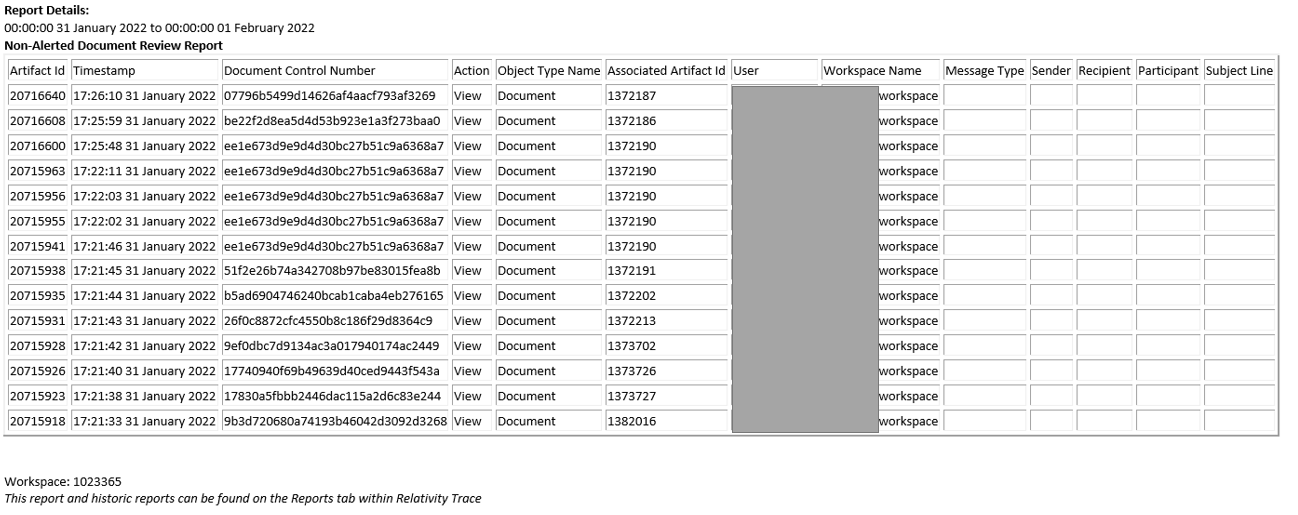 Report Details:
00:00:00 31 January 2022 to 00:00:00 01 February 2022
Non-Alerted Document Review Report
Artifact Id Timestamp Document Control Number Action Object Type Name Associated Artifact Id User Workspace Name Message Type Sender Recipient Participant Subject Line
20716640 17:26:10 31 January 2022 07796b5499d14626af4aacf793af3269 View Document 1372187 workspace
20716608 17:25:59 31 January 2022 be22f2d8ea5d4d53b923e1a3f273baa0 View Document 1372186 workspace
20716600 17:25:48 31 January 2022 ee1e673d9e9d4d30bc27b51c9a6368a7 View Document 1372190 workspace
20715963 17:22:11 31 January 2022 ee1e673d9e9d4d30bc27b51c9a6368a7 View Document 1372190 workspace
20715956 17:22:03 31 January 2022 ee1e673d9e9d4d30bc27b51c9a6368a7 View Document 1372190 workspace
20715955 17:22:02 31 January 2022 ee1e673d9e9d4d30bc27b51c9a6368a7 View Document 1372190 workspace
20715941 17:21:46 31 January 2022 ee1e673d9e9d4d30bc27b51c9a6368a7 View Document 1372190 workspace
20715938 17:21:45 31 January 2022 51f2e26b74a342708b97be83015fea8b View Document 1372191 workspace
20715935 17:21:44 31 January 2022 b5ad6904746240bcab1caba4eb276165 View Document 1372202 workspace
20715931 17:21:43 31 January 2022 26f0c8872cfc4550b8c186f29d8364c9 View Document 1372213 workspace
20715928 17:21:42 31 January 2022 9ef0dbc7d9134ac3a017940174ac2449 View Document 1373702 workspace
20715926 17:21:40 31 January 2022 17740940f69b49639d40ced9443f543a View Document 1373726 workspace
20715923 17:21:38 31 January 2022 17830a5fbbb2446dac115a2d6c83e244 View Document 1373727 workspace
20715918 17:21:33 31 January 2022 9b3d720680a74193b46042d3092d3268 View Document 1382016 workspace
Workspace: 1023365
This report and historic reports can be found on the Reports tab within Relativity Trace